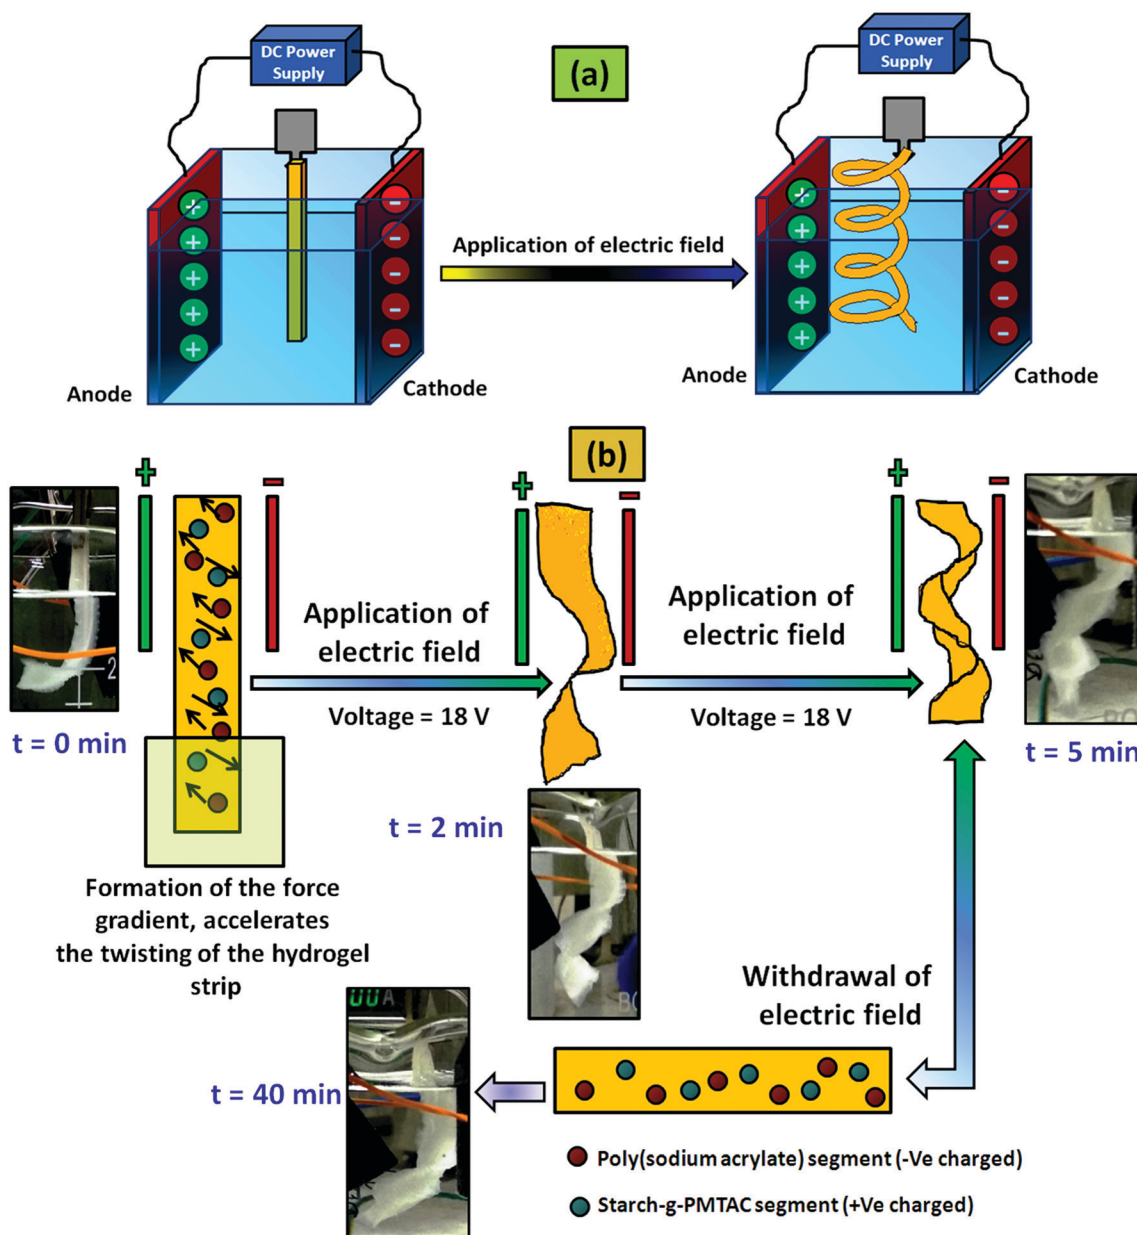 DC Power
Supply
(a)
DC Power
Supply
+
-
+
-
+
-
+
-
+
-
Application of electric field
+
-
+
-
+
-
+
-
+
-
Anode
Cathode
Anode
Cathode
(b)
+
-
+
-
+
-
2
Application of
electric field
Voltage = 18 V
Application of
electric field
Voltage = 18 V
t = 0 min
t = 2 min
t = 5 min
Formation of the force
gradient, accelerates
the twisting of the hydrogel
strip
Withdrawal of
electric field
t = 40 min
Poly(sodium acrylate) segment (-Ve charged)
Starch-g-PMTAC segment (+Ve charged)